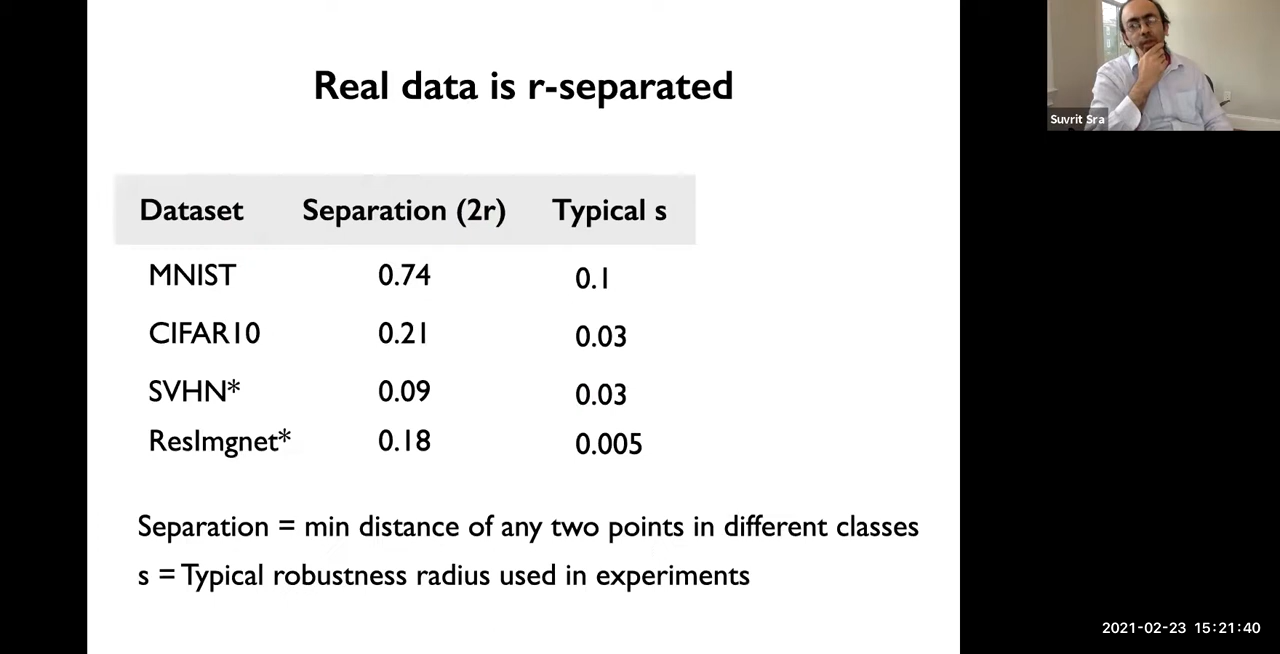 Real data is r-separated
Suvrit Sra
Dataset Separation (2r) Typical s
MNIST 0.74 0.1
CIFAR10 0.21 0.03
SVHN* 0.09 0.03
ResImgnet* 0.18 0.005
Separation = min distance of any two points in different classes
s = Typical robustness radius used in experiments
2021-02-23 15:21:40